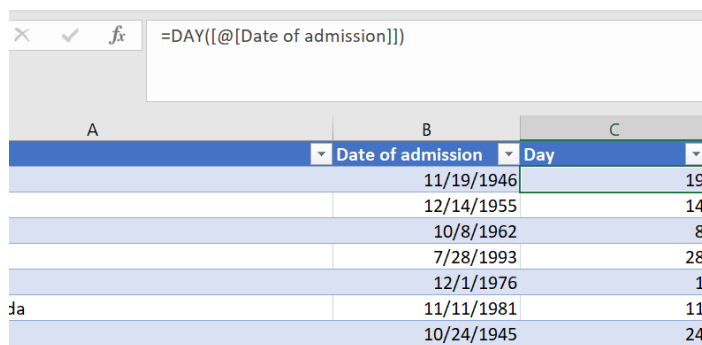 fx =DAY([@[Date of admission]])
A B C
Date of admission Day
11/19/1946 19
12/14/1955 14
10/8/1962 8
7/28/1993 28
12/1/1976 1
da 11/11/1981 11
10/24/1945 24